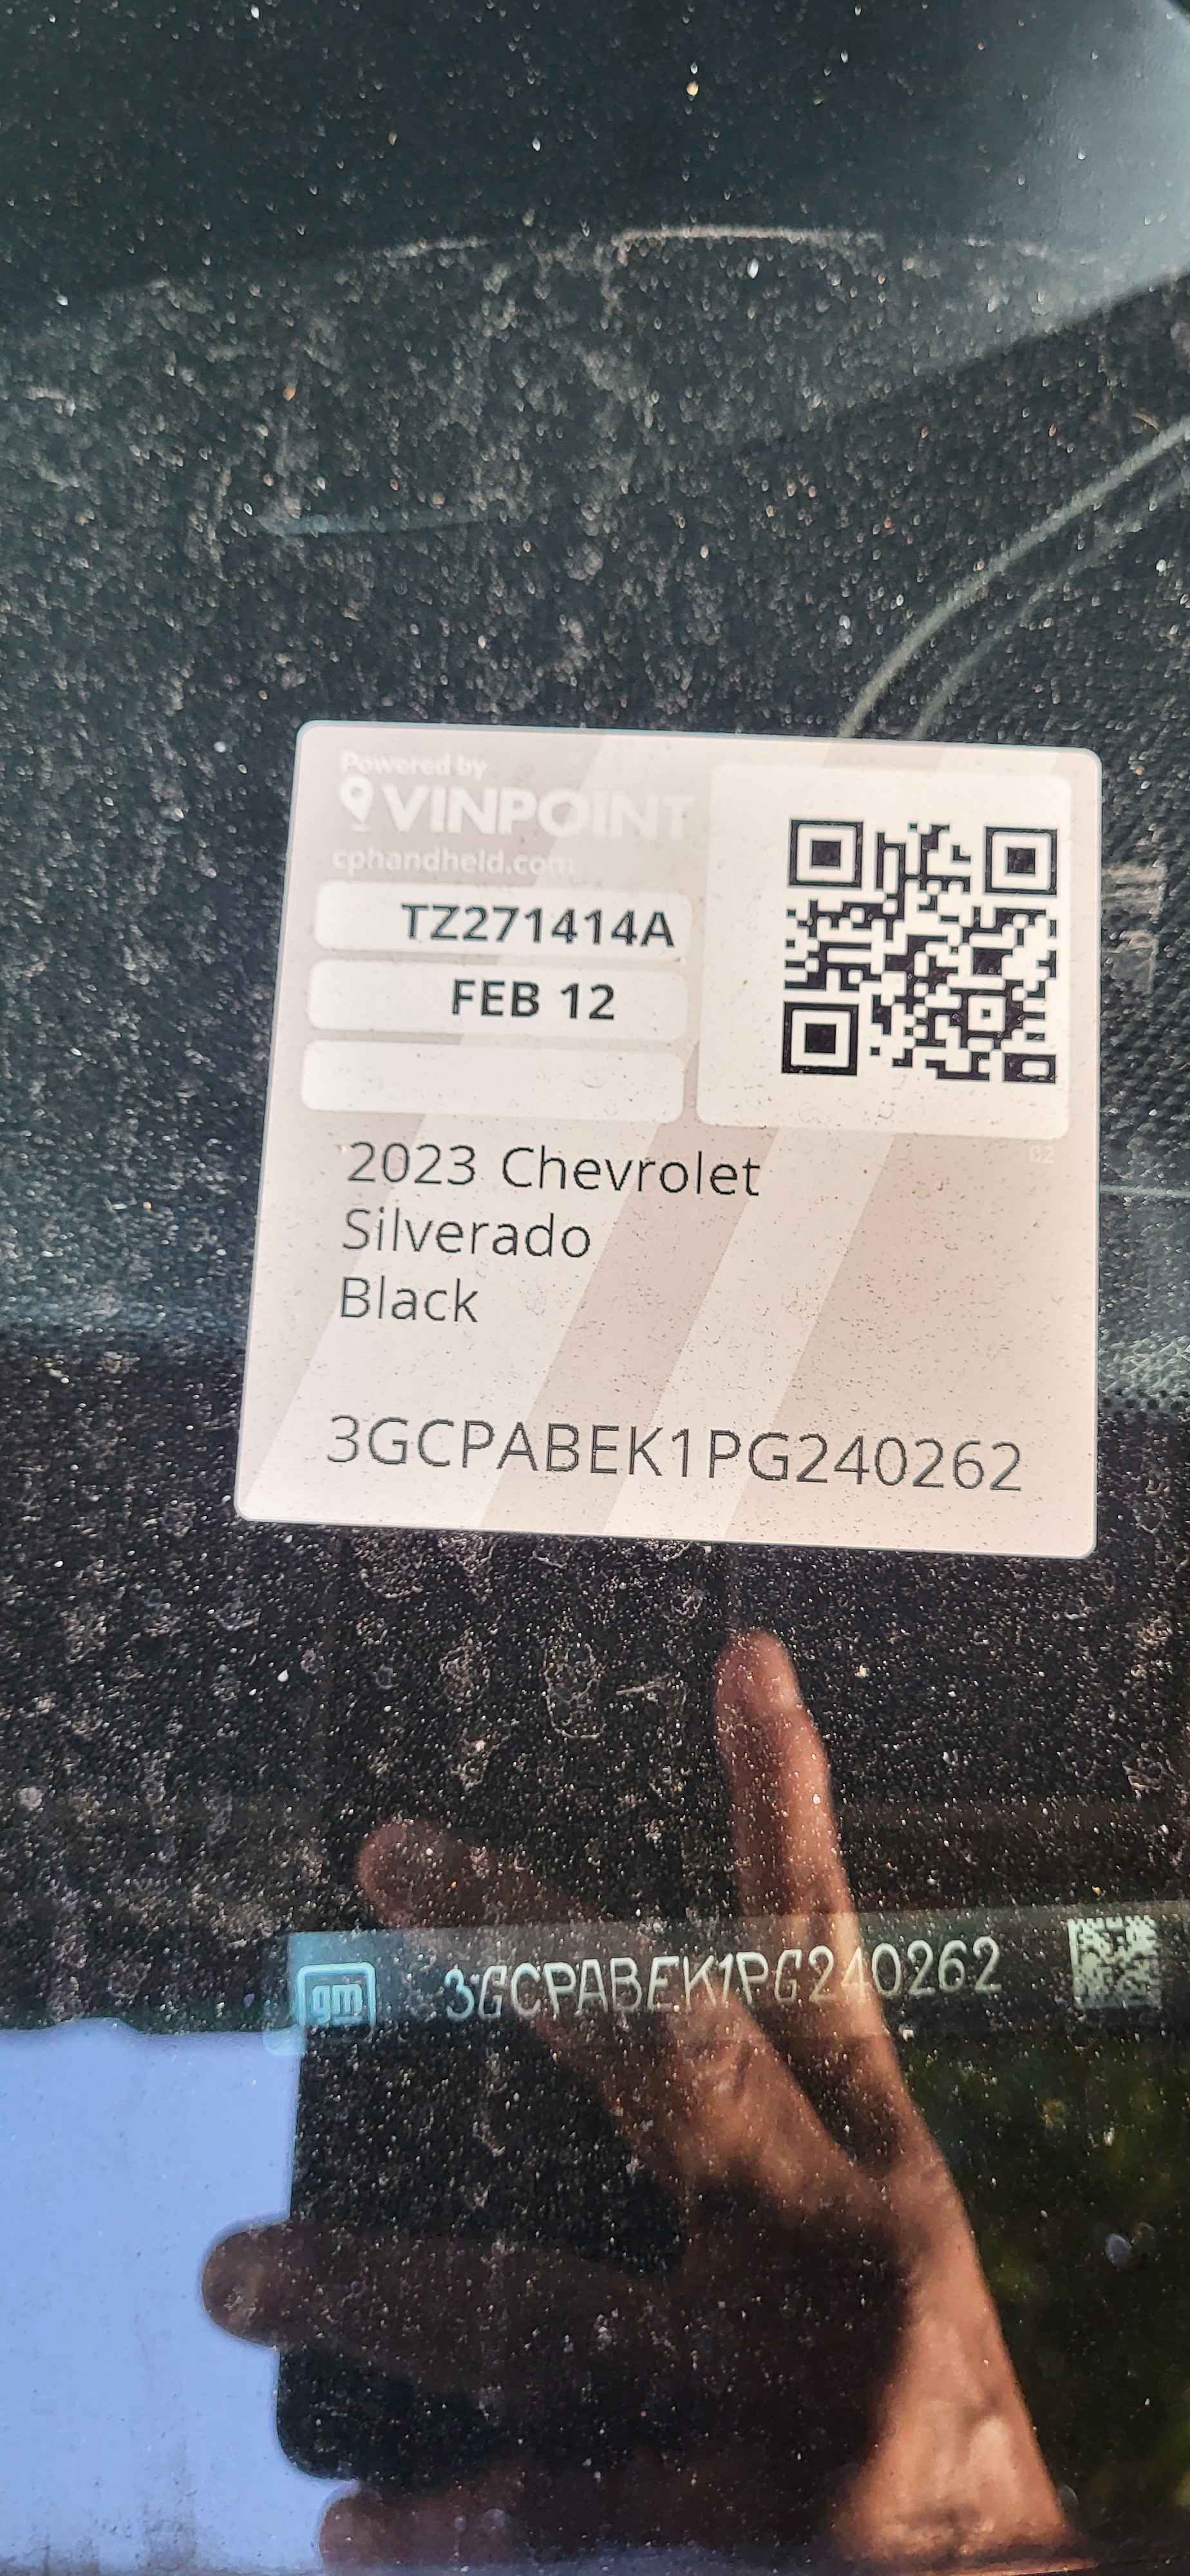 Powered by
VINPOINT
cphandheld.com
TZ271414A
FEB 12
2023 Chevrolet
Silverado
Black
3GCPABEK1PG240262
gm 3GCPABEK1PG240262